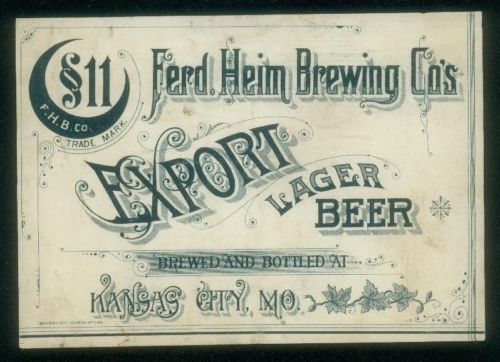 §11
F.H.B.CO.
TRADE MARK.
Ferd. Heim Brewing Co's
EXPORT
LAGER
BEER
BREWED AND BOTTLED AT
KANSAS CITY, MO.